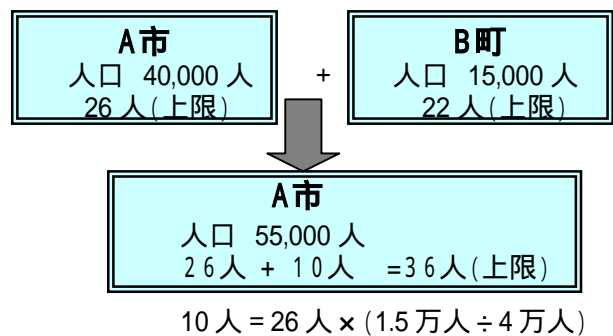 A市
人口 40,000 人
26 人(上限)
+
B町
人口 15,000 人
22 人(上限)
A市
人口 55,000 人
26人 + 10人 =36人(上限)
10 人 = 26 人 × (1.5 万人 ÷ 4 万人)